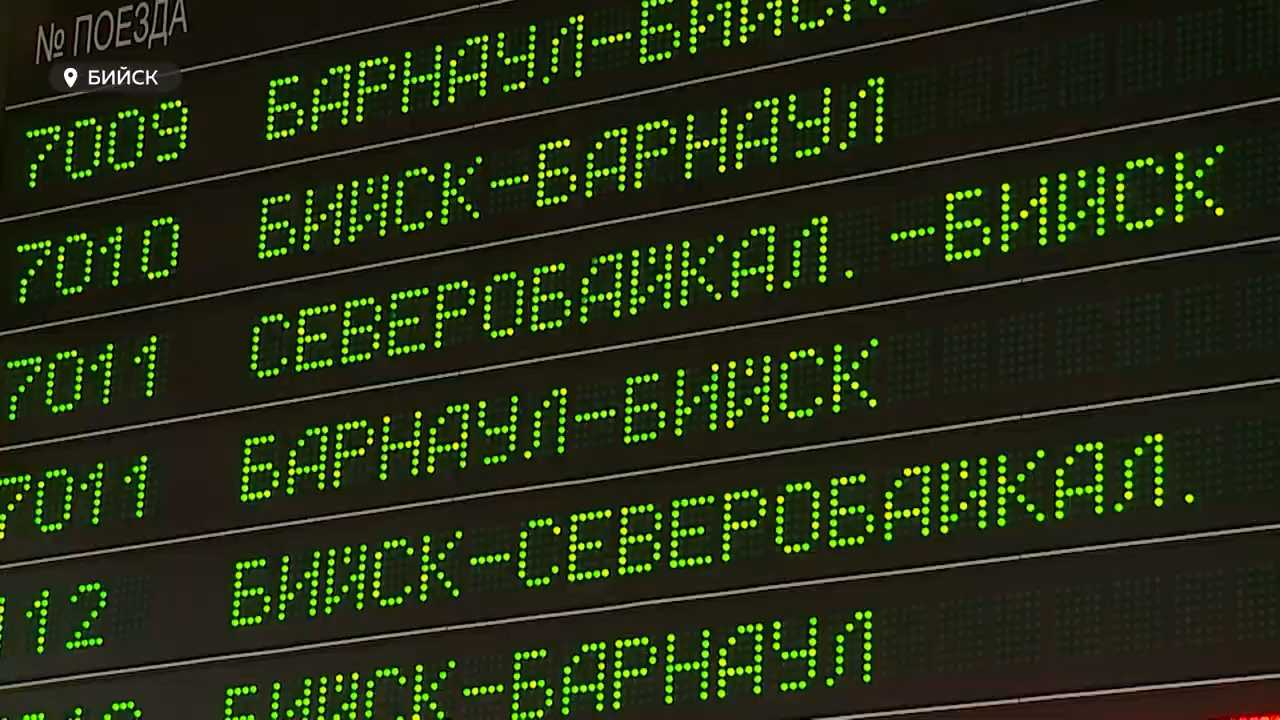 № ПОЕЗДА
БИЙСК
7009 БАРНАУЛ-БИЙСК
7010 БИЙСК-БАРНАУЛ
7011 СЕВЕРОБАЙКАЛ. -БИЙСК
7011 БАРНАУЛ-БИЙСК
112 БИЙСК-СЕВЕРОБАЙКАЛ.
БИЙСК-БАРНАУЛ